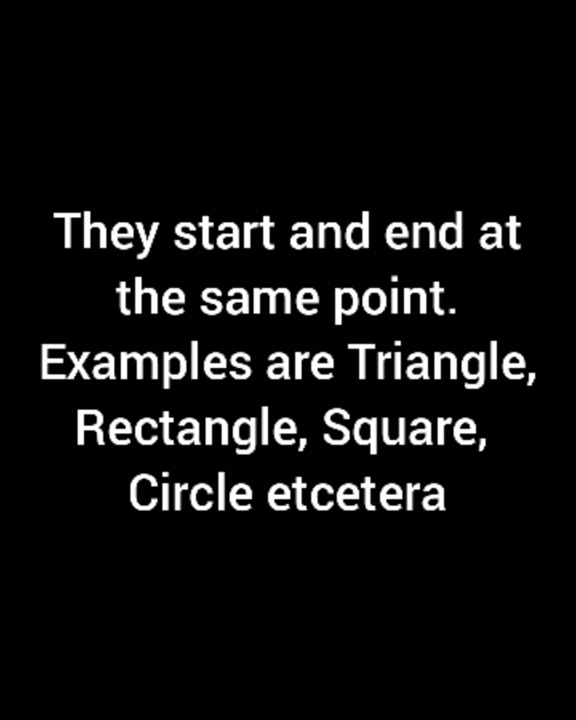 They start and end at
the same point.
Examples are Triangle,
Rectangle, Square,
Circle etcetera